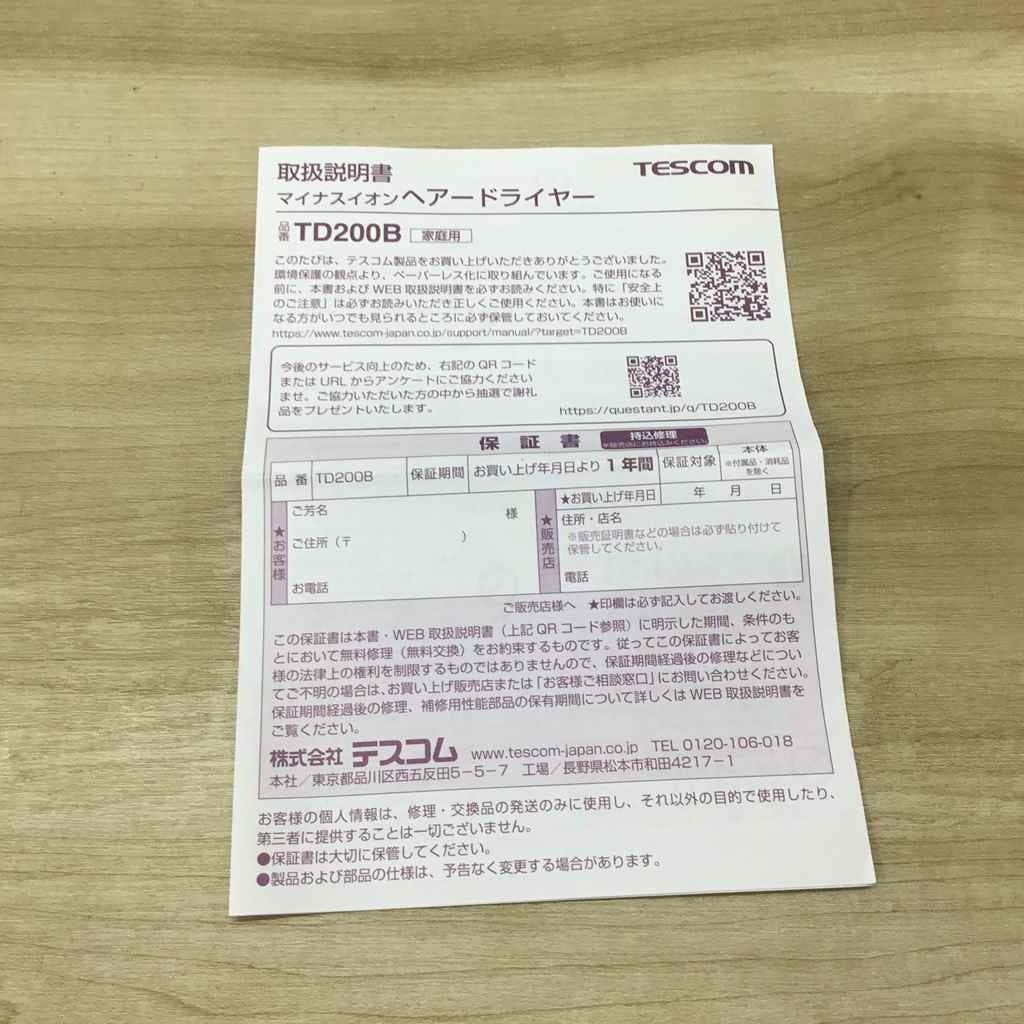 取扱説明書
TESCOM
マイナスイオンヘアードライヤー
品番 TD200B 家庭用
このたびは、テスコム製品をお買い上げいただきありがとうございました。
環境保護の観点より、ペーパーレス化に取り組んでいます。ご使用になる
前に、本書および WEB 取扱説明書を必ずお読みください。特に「安全上
のご注意」は必ずお読みいただき正しくご使用ください。本書はお使いに
なる方がいつでも見られるところに必ず保管しておいてください。
https://www.tescom-japan.co.jp/support/manual/?target=TD200B
今後のサービス向上のため、右記の QR コード
または URL からアンケートにご協力ください
ませ。ご協力いただいた方の中から抽選で謝礼
品をプレゼントいたします。
https://questant.jp/q/TD200B
保証書 持込修理
※販売店にお持込みください。
品番 TD200B 保証期間 お買い上げ年月日より 1 年間 保証対象 本体
※付属品・消耗品
を除く
★お客様
ご芳名 様
ご住所（〒 ）
お電話
★販売店
★お買い上げ年月日 年 月 日
住所・店名
※販売証明書などの場合は必ず貼り付けて
保管してください。
電話
ご販売店様へ ★印欄は必ず記入してお渡しください。
この保証書は本書・WEB 取扱説明書（上記 QR コード参照）に明示した期間、条件のも
とにおいて無料修理（無料交換）をお約束するものです。従ってこの保証書によってお客
様の法律上の権利を制限するものではありませんので、保証期間経過後の修理などについ
てご不明の場合は、お買い上げ販売店または「お客様ご相談窓口」にお問い合わせください。
保証期間経過後の修理、補修用性能部品の保有期間について詳しくは WEB 取扱説明書を
ご覧ください。
株式会社 テスコム www.tescom-japan.co.jp TEL 0120-106-018
本社／東京都品川区西五反田5－5－7 工場／長野県松本市和田4217－1
お客様の個人情報は、修理・交換品の発送のみに使用し、それ以外の目的で使用したり、
第三者に提供することは一切ございません。
●保証書は大切に保管してください。
●製品および部品の仕様は、予告なく変更する場合があります。